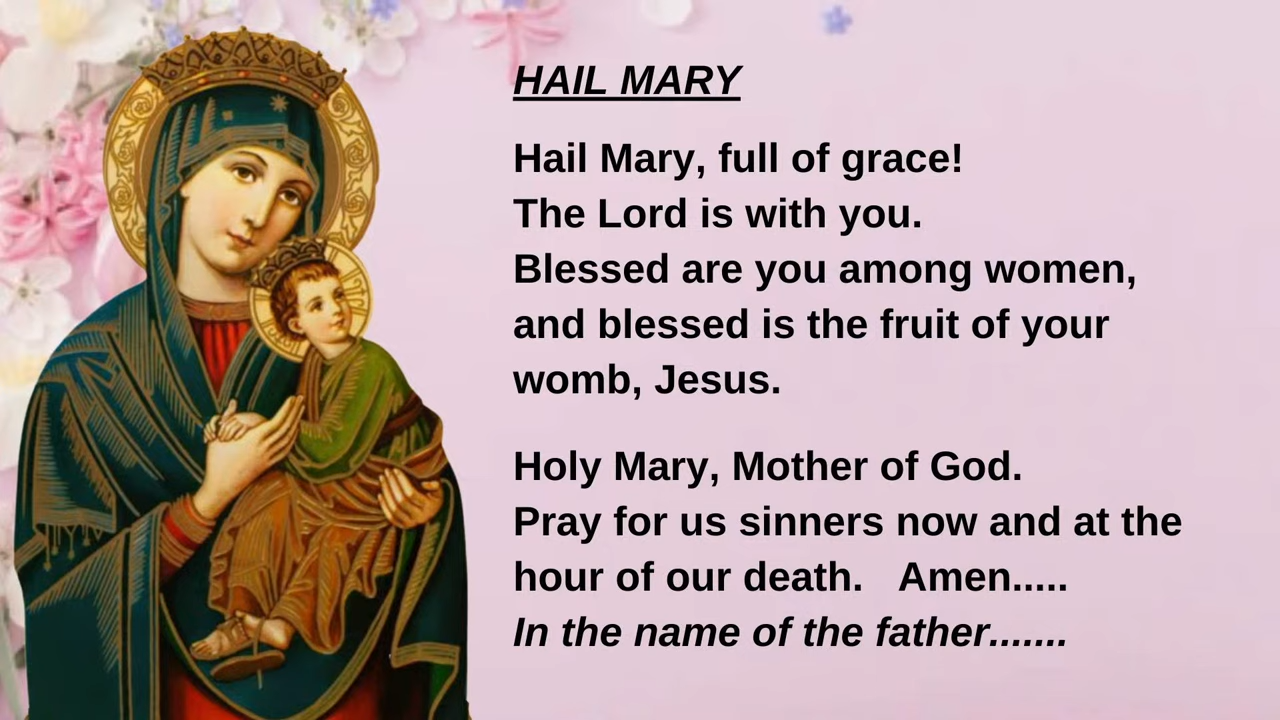 HAIL MARY
Hail Mary, full of grace!
The Lord is with you.
Blessed are you among women,
and blessed is the fruit of your
womb, Jesus.
Holy Mary, Mother of God.
Pray for us sinners now and at the
hour of our death.   Amen.....
In the name of the father.......